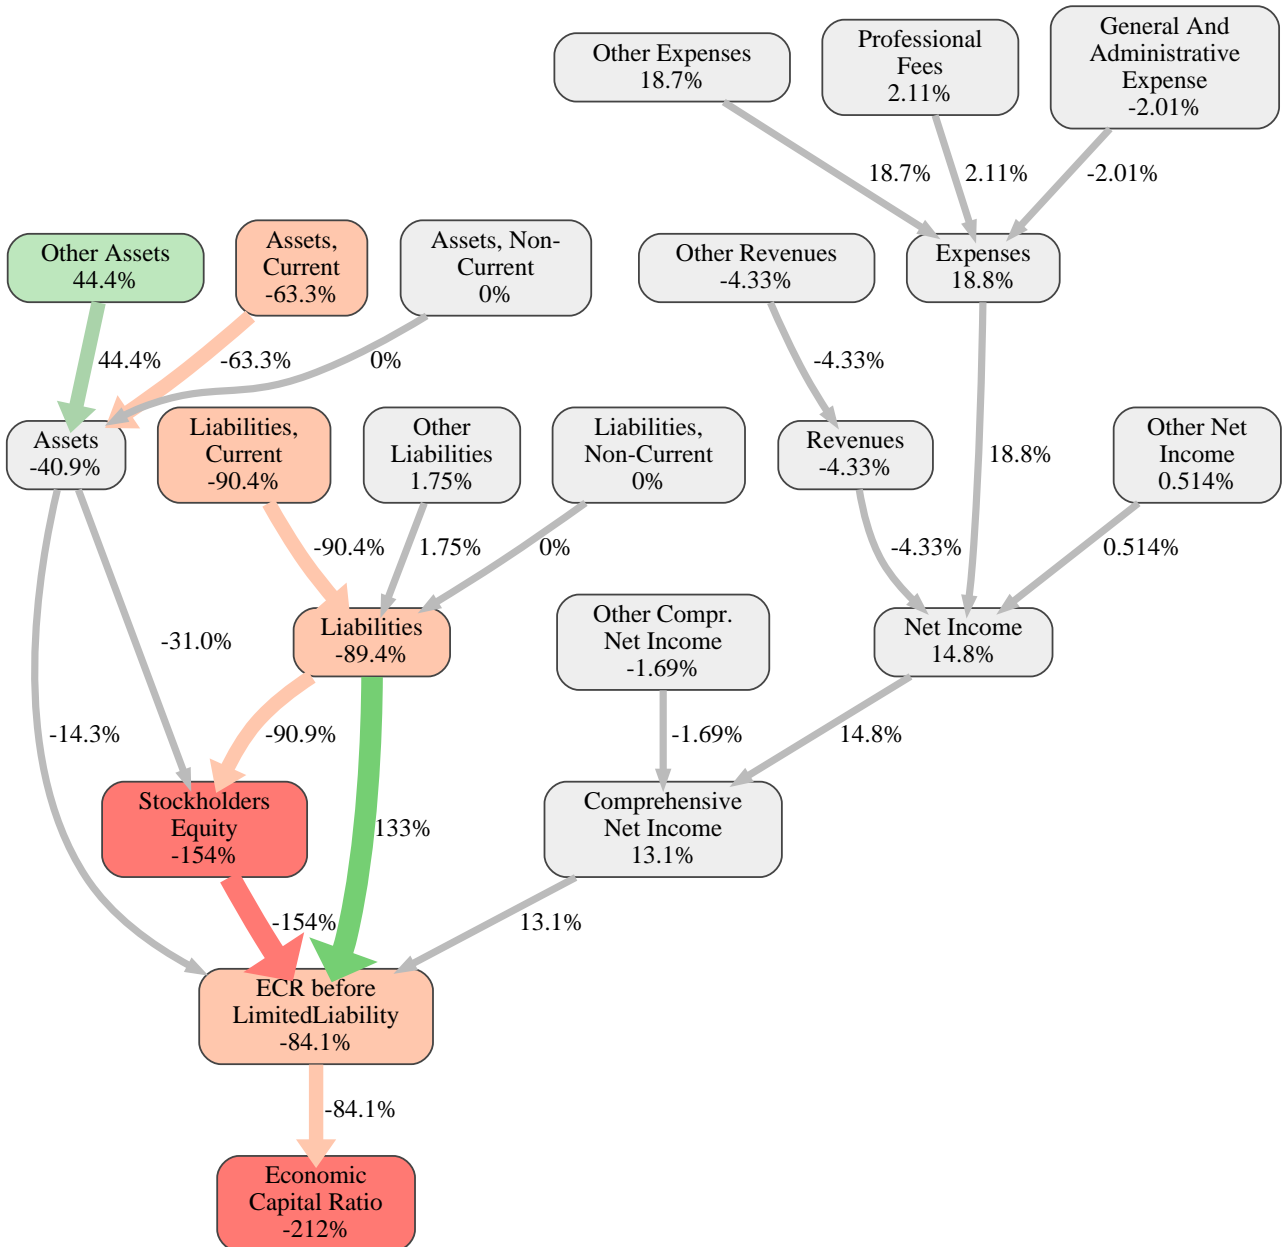 Other Expenses
18.7%
Professional
Fees
2.11%
General And
Administrative
Expense
-2.01%
18.7%
2.11%
-2.01%
Other Assets
44.4%
Assets,
Current
-63.3%
Assets, Non-
Current
0%
Other Revenues
-4.33%
Expenses
18.8%
44.4%
-63.3%
0%
-4.33%
Assets
-40.9%
Liabilities,
Current
-90.4%
Other
Liabilities
1.75%
Liabilities,
Non-Current
0%
Revenues
-4.33%
18.8%
Other Net
Income
0.514%
-90.4%
1.75%
0%
-4.33%
0.514%
Liabilities
-89.4%
-31.0%
Other Compr.
Net Income
-1.69%
Net Income
14.8%
-14.3%
-90.9%
-1.69%
14.8%
Stockholders
Equity
-154%
133%
Comprehensive
Net Income
13.1%
-154%
13.1%
ECR before
LimitedLiability
-84.1%
-84.1%
Economic
Capital Ratio
-212%